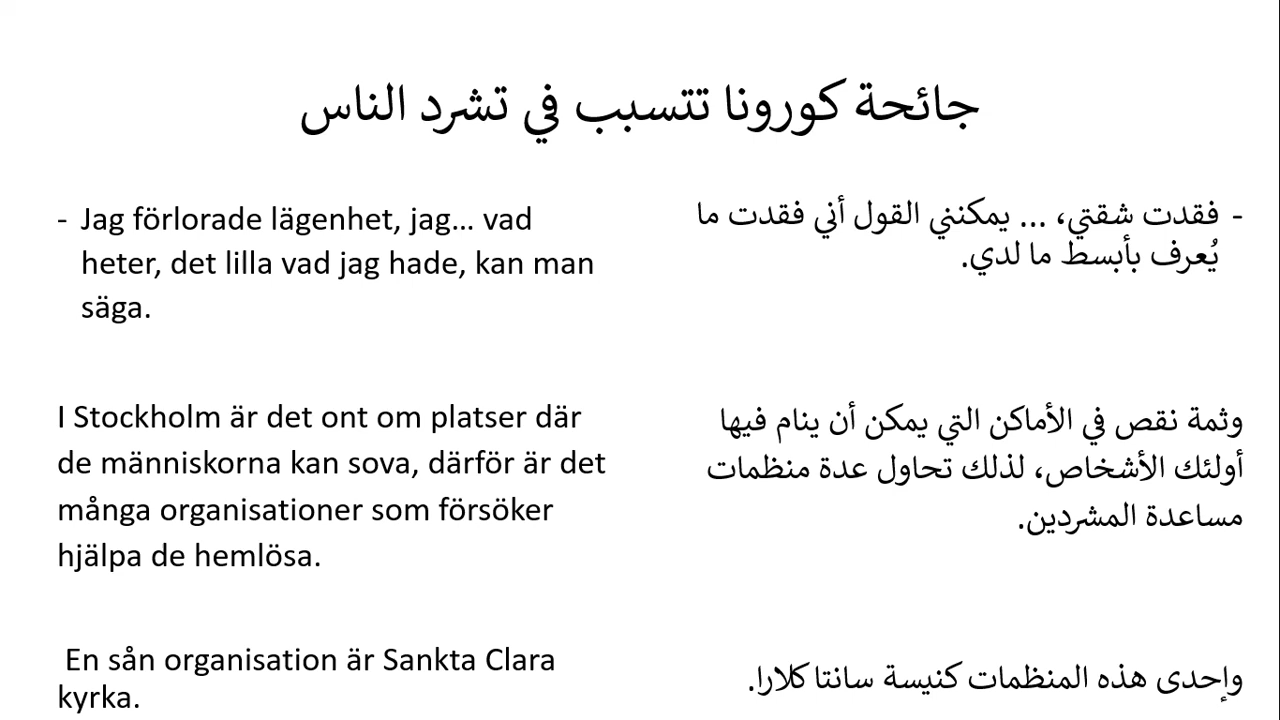 جائحة كورونا تتسبب في تشرد الناس
- Jag förlorade lägenhet, jag... vad
heter, det lilla vad jag hade, kan man
säga.
- فقدت شقتي، ... يمكنني القول أني فقدت ما
يُعرف بأبسط ما لدي.
I Stockholm är det ont om platser där
de människorna kan sova, därför är det
många organisationer som försöker
hjälpa de hemlösa.
وثمة نقص في الأماكن التي يمكن أن ينام فيها
أولئك الأشخاص، لذلك تحاول عدة منظمات
مساعدة المشردين.
En sån organisation är Sankta Clara
kyrka.
وإحدى هذه المنظمات كنيسة سانتا كلارا.